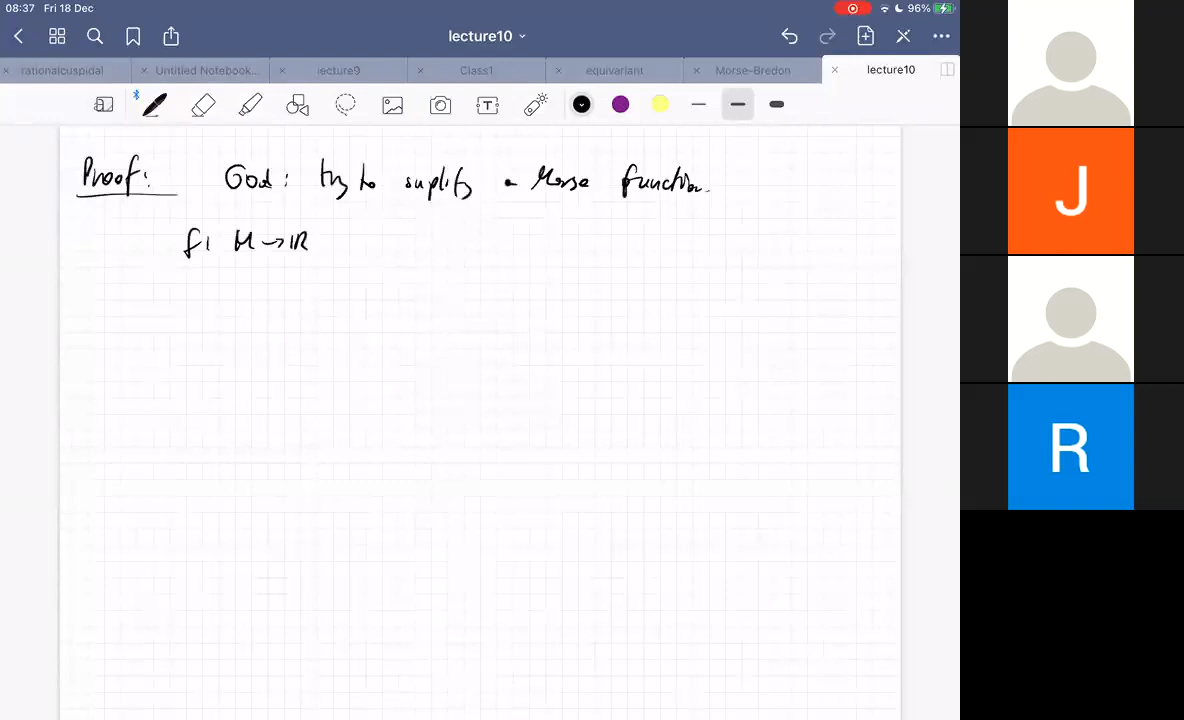 08:37 Fri 18 Dec 96%
lecture10
rationalcuspidal Untitled Notebook... lecture9 Class1 equivariant Morse-Bredon lecture10
Proof: Goal: try to simplify a Morse function.
f: M → IR
J
R